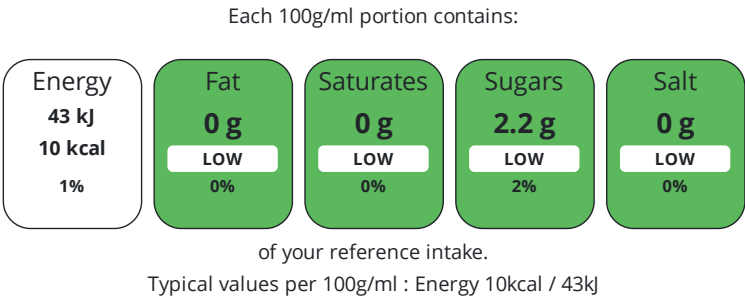 Each 100g/ml portion contains:
Energy
43 kJ
10 kcal
1%
Fat
0 g
LOW
0%
Saturates
0 g
LOW
0%
Sugars
2.2 g
LOW
2%
Salt
0 g
LOW
0%
of your reference intake.
Typical values per 100g/ml : Energy 10kcal / 43kJ